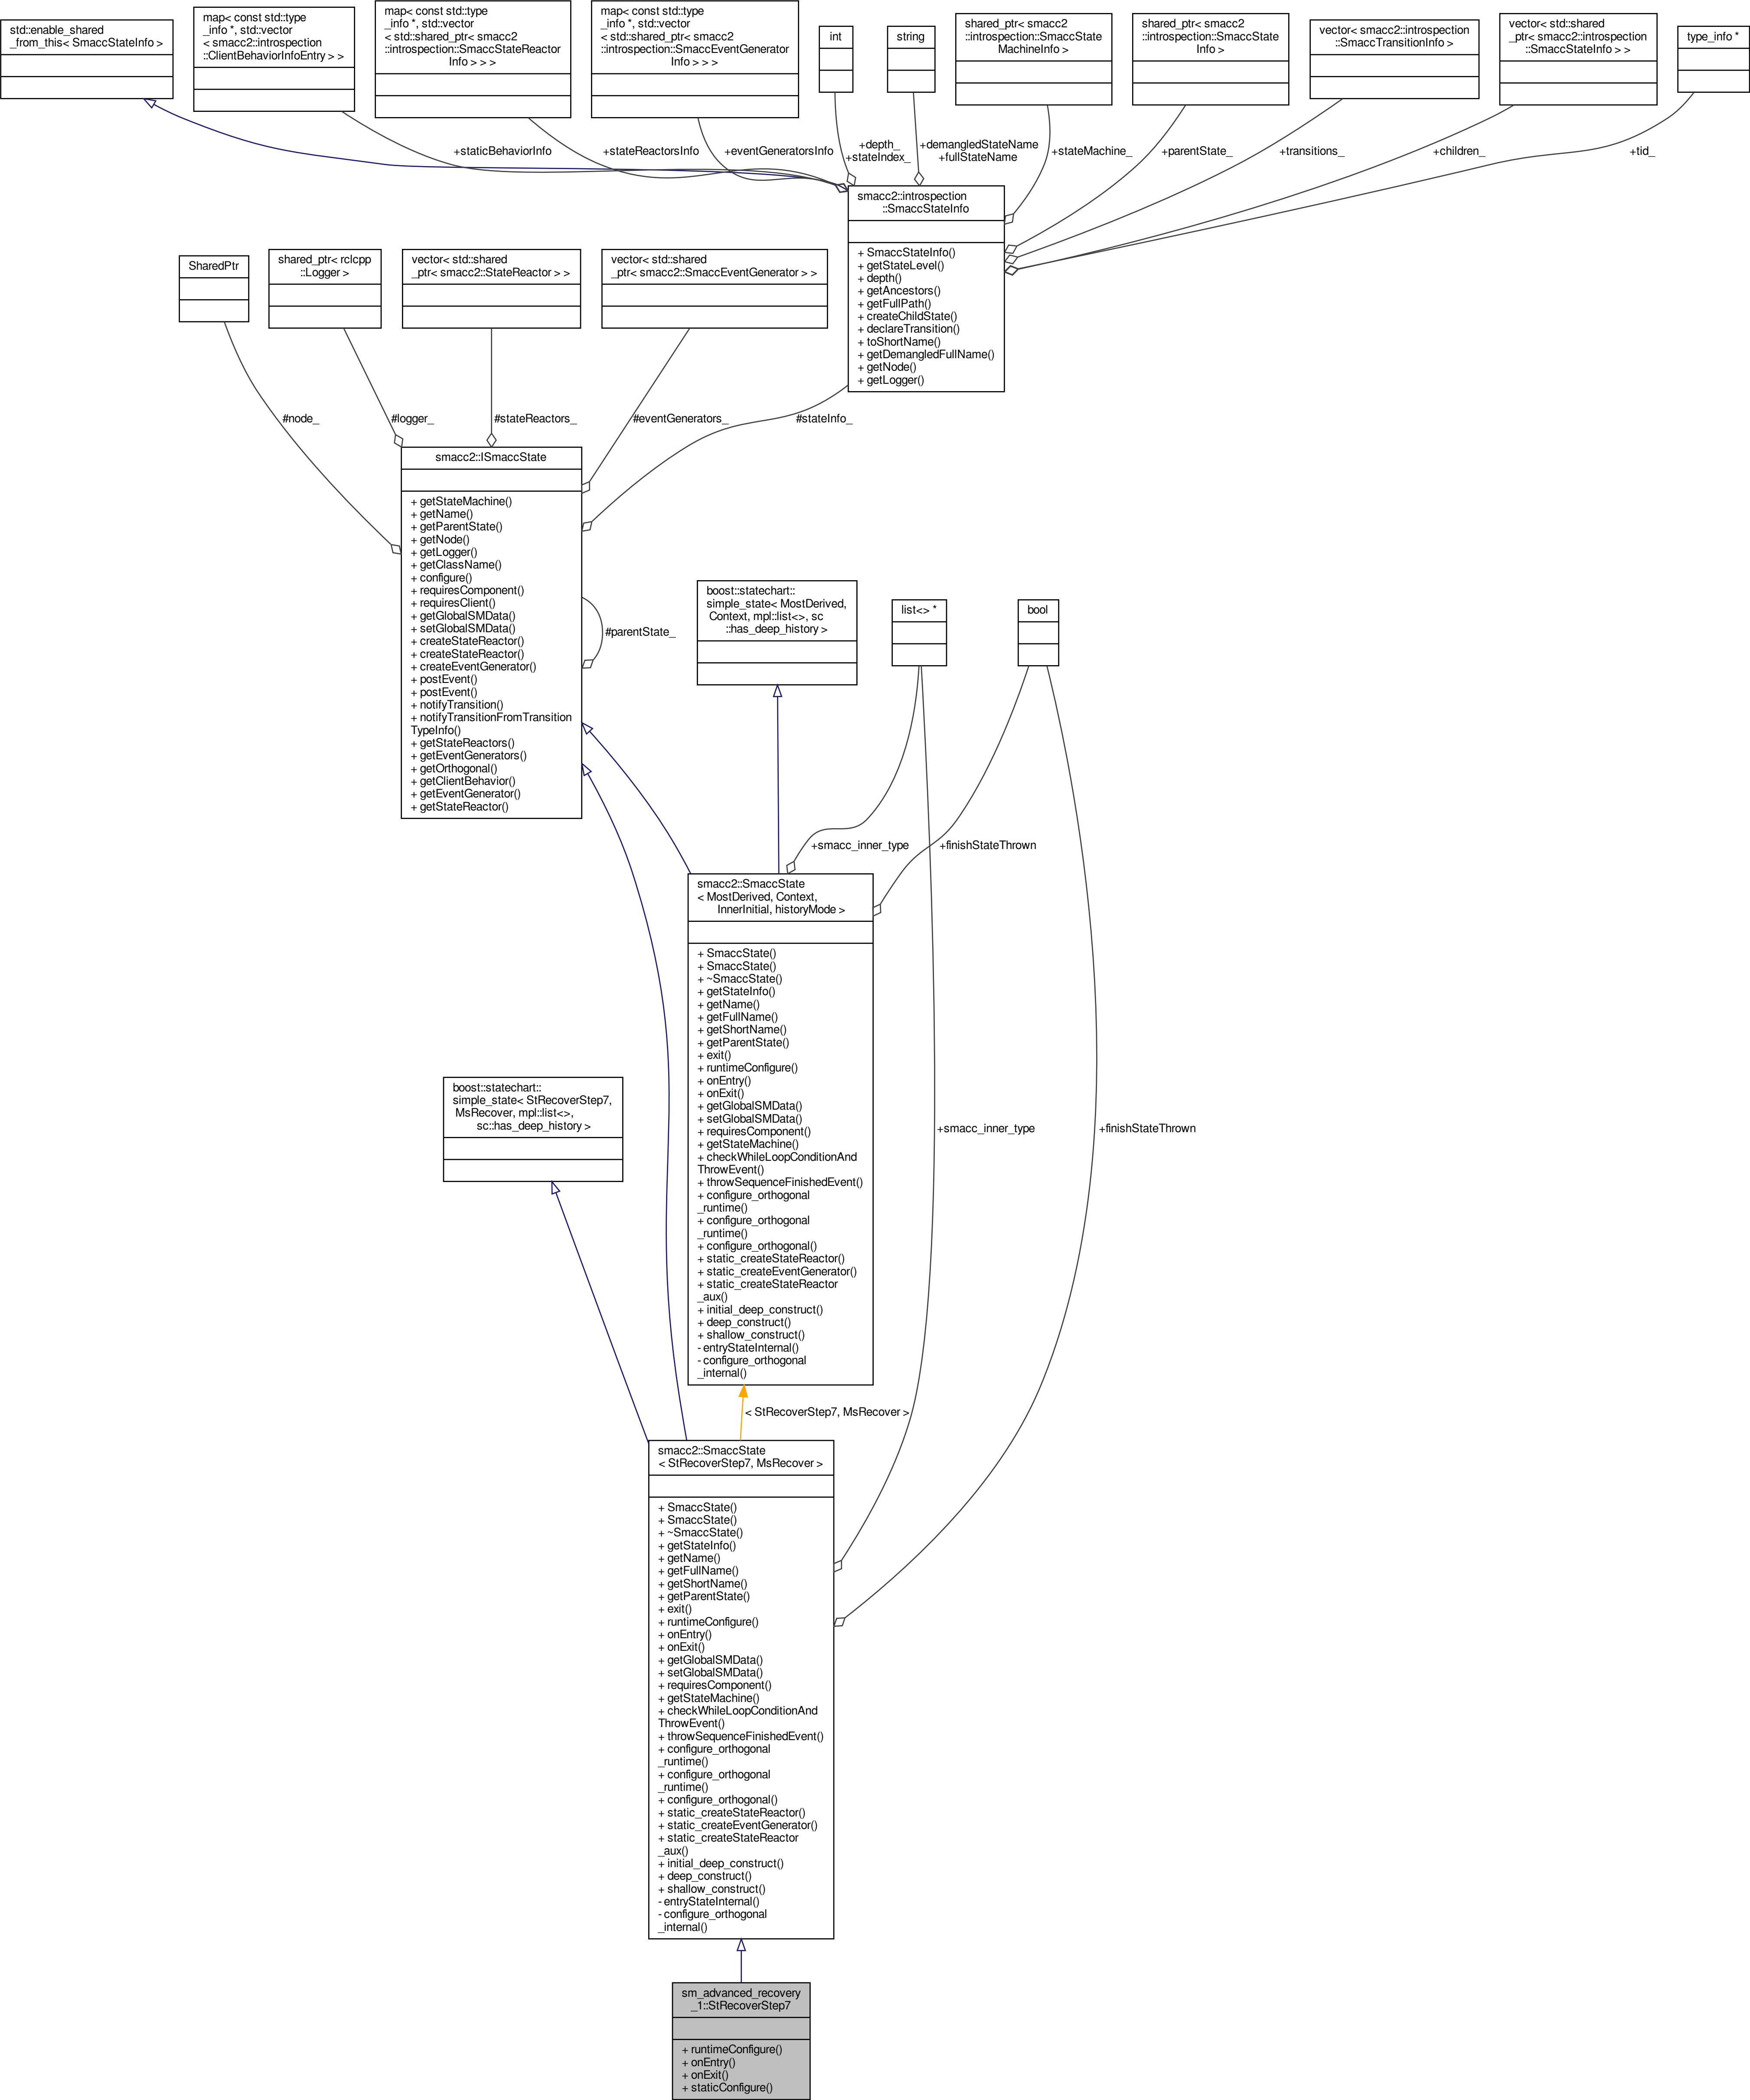 std::enable_shared
_from_this< SmaccStateInfo >
map< const std::type
_info *, std::vector
< smacc2::introspection
::ClientBehaviorInfoEntry > >
map< const std::type
_info *, std::vector
< std::shared_ptr< smacc2
::introspection::SmaccStateReactor
Info > > >
map< const std::type
_info *, std::vector
< std::shared_ptr< smacc2
::introspection::SmaccEventGenerator
Info > > >
int
string
shared_ptr< smacc2
::introspection::SmaccState
MachineInfo >
shared_ptr< smacc2
::introspection::SmaccState
Info >
vector< smacc2::introspection
::SmaccTransitionInfo >
vector< std::shared
_ptr< smacc2::introspection
::SmaccStateInfo > >
type_info *
+staticBehaviorInfo
+stateReactorsInfo
+eventGeneratorsInfo
+depth_
+stateIndex_
+demangledStateName
+fullStateName
+stateMachine_
+parentState_
+transitions_
+children_
+tid_
smacc2::introspection
::SmaccStateInfo
+ SmaccStateInfo()
+ getStateLevel()
+ depth()
+ getAncestors()
+ getFullPath()
+ createChildState()
+ declareTransition()
+ toShortName()
+ getDemangledFullName()
+ getNode()
+ getLogger()
SharedPtr
shared_ptr< rclcpp
::Logger >
vector< std::shared
_ptr< smacc2::StateReactor > >
vector< std::shared
_ptr< smacc2::SmaccEventGenerator > >
#node_
#logger_
#stateReactors_
#eventGenerators_
#stateInfo_
smacc2::ISmaccState
+ getStateMachine()
+ getName()
+ getParentState()
+ getNode()
+ getLogger()
+ getClassName()
+ configure()
+ requiresComponent()
+ requiresClient()
+ getGlobalSMData()
+ setGlobalSMData()
+ createStateReactor()
+ createStateReactor()
+ createEventGenerator()
+ postEvent()
+ postEvent()
+ notifyTransition()
+ notifyTransitionFromTransition
TypeInfo()
+ getStateReactors()
+ getEventGenerators()
+ getOrthogonal()
+ getClientBehavior()
+ getEventGenerator()
+ getStateReactor()
#parentState_
boost::statechart::
simple_state< MostDerived,
Context, mpl::list<>, sc
::has_deep_history >
list<> *
bool
+smacc_inner_type
+finishStateThrown
smacc2::SmaccState
< MostDerived, Context,
InnerInitial, historyMode >
+ SmaccState()
+ SmaccState()
+ ~SmaccState()
+ getStateInfo()
+ getName()
+ getFullName()
+ getShortName()
+ getParentState()
+ exit()
+ runtimeConfigure()
+ onEntry()
+ onExit()
+ getGlobalSMData()
+ setGlobalSMData()
+ requiresComponent()
+ getStateMachine()
+ checkWhileLoopConditionAnd
ThrowEvent()
+ throwSequenceFinishedEvent()
+ configure_orthogonal
_runtime()
+ configure_orthogonal
_runtime()
+ configure_orthogonal()
+ static_createStateReactor()
+ static_createEventGenerator()
+ static_createStateReactor
_aux()
+ initial_deep_construct()
+ deep_construct()
+ shallow_construct()
- entryStateInternal()
- configure_orthogonal
_internal()
boost::statechart::
simple_state< StRecoverStep7,
MsRecover, mpl::list<>,
sc::has_deep_history >
+smacc_inner_type
+finishStateThrown
< StRecoverStep7, MsRecover >
smacc2::SmaccState
< StRecoverStep7, MsRecover >
+ SmaccState()
+ SmaccState()
+ ~SmaccState()
+ getStateInfo()
+ getName()
+ getFullName()
+ getShortName()
+ getParentState()
+ exit()
+ runtimeConfigure()
+ onEntry()
+ onExit()
+ getGlobalSMData()
+ setGlobalSMData()
+ requiresComponent()
+ getStateMachine()
+ checkWhileLoopConditionAnd
ThrowEvent()
+ throwSequenceFinishedEvent()
+ configure_orthogonal
_runtime()
+ configure_orthogonal
_runtime()
+ configure_orthogonal()
+ static_createStateReactor()
+ static_createEventGenerator()
+ static_createStateReactor
_aux()
+ initial_deep_construct()
+ deep_construct()
+ shallow_construct()
- entryStateInternal()
- configure_orthogonal
_internal()
sm_advanced_recovery
_1::StRecoverStep7
+ runtimeConfigure()
+ onEntry()
+ onExit()
+ staticConfigure()